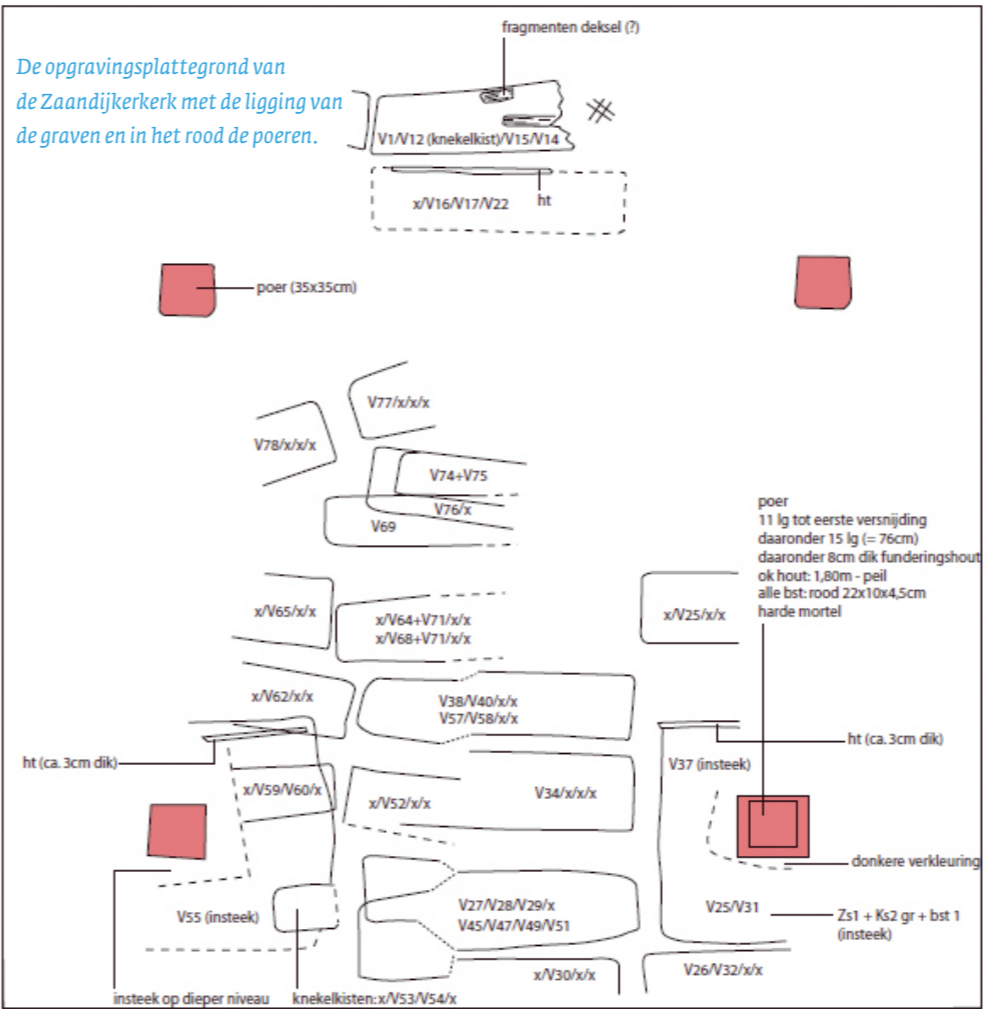 De opgravingsplattegrond van
de Zaandijkerkerk met de ligging van
de graven en in het rood de poeren.
fragmenten deksel (?)
V1/V12 (knekelkist)/V15/V14
x/V16/V17/V22
ht
poer (35x35cm)
V77/x/x/x
V78/x/x/x
V74+V75
V76/x
V69
poer
11 lg tot eerste versnijding
daaronder 15 lg (= 76cm)
daaronder 8cm dik funderingshout
ok hout: 1,80m - peil
alle bst: rood 22x10x4,5cm
harde mortel
x/V65/x/x
x/V64+V71/x/x
x/V68+V71/x/x
x/V25/x/x
x/V62/x/x
V38/V40/x/x
V57/V58/x/x
ht (ca. 3cm dik)
ht (ca. 3cm dik)
V37 (insteek)
x/V59/V60/x
x/V52/x/x
V34/x/x/x
donkere verkleuring
V55 (insteek)
V27/V28/V29/x
V45/V47/V49/V51
V25/V31
Zs1 + Ks2 gr + bst 1
(insteek)
x/V30/x/x
V26/V32/x/x
insteek op dieper niveau
knekelkisten: x/V53/V54/x